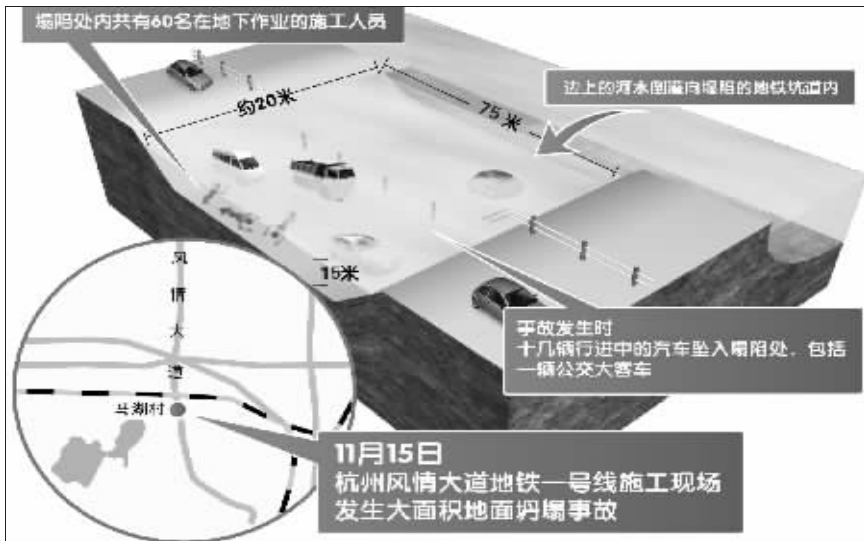 塌陷处内共有60名在地下作业的施工人员
约20米
75米
边上的河水倒灌向塌陷的地铁坑道内
15米
风情大道
马湖村
事故发生时
十几辆行进中的汽车坠入塌陷处，包括
一辆公交大客车
11月15日
杭州风情大道地铁一号线施工现场
发生大面积地面坍塌事故